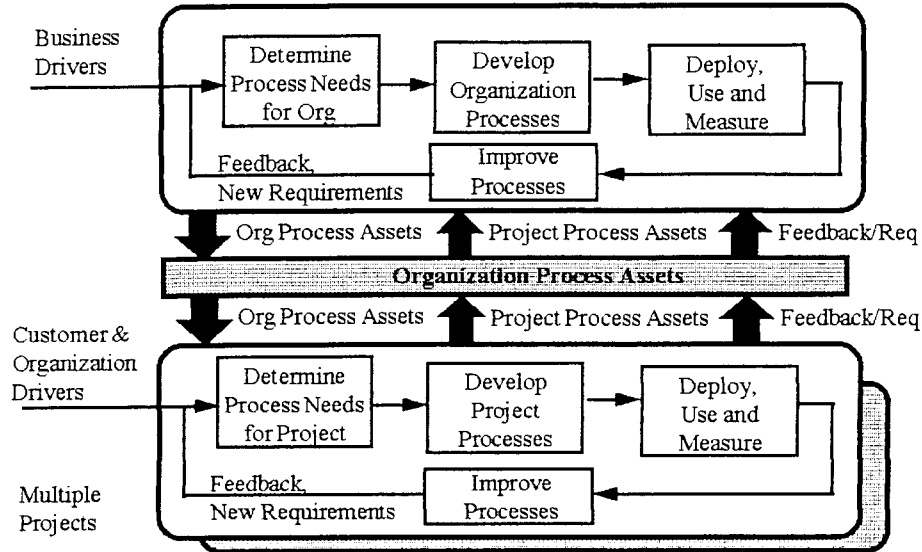 Business
Drivers
Determine
Process Needs
for Org
Develop
Organization
Processes
Deploy,
Use and
Measure
Feedback,
New Requirements
Improve
Processes
Org Process Assets
Project Process Assets
Feedback/Req
Organization Process Assets
Org Process Assets
Project Process Assets
Feedback/Req
Customer &
Organization
Drivers
Determine
Process Needs
for Project
Develop
Project
Processes
Deploy,
Use and
Measure
Feedback,
New Requirements
Improve
Processes
Multiple
Projects